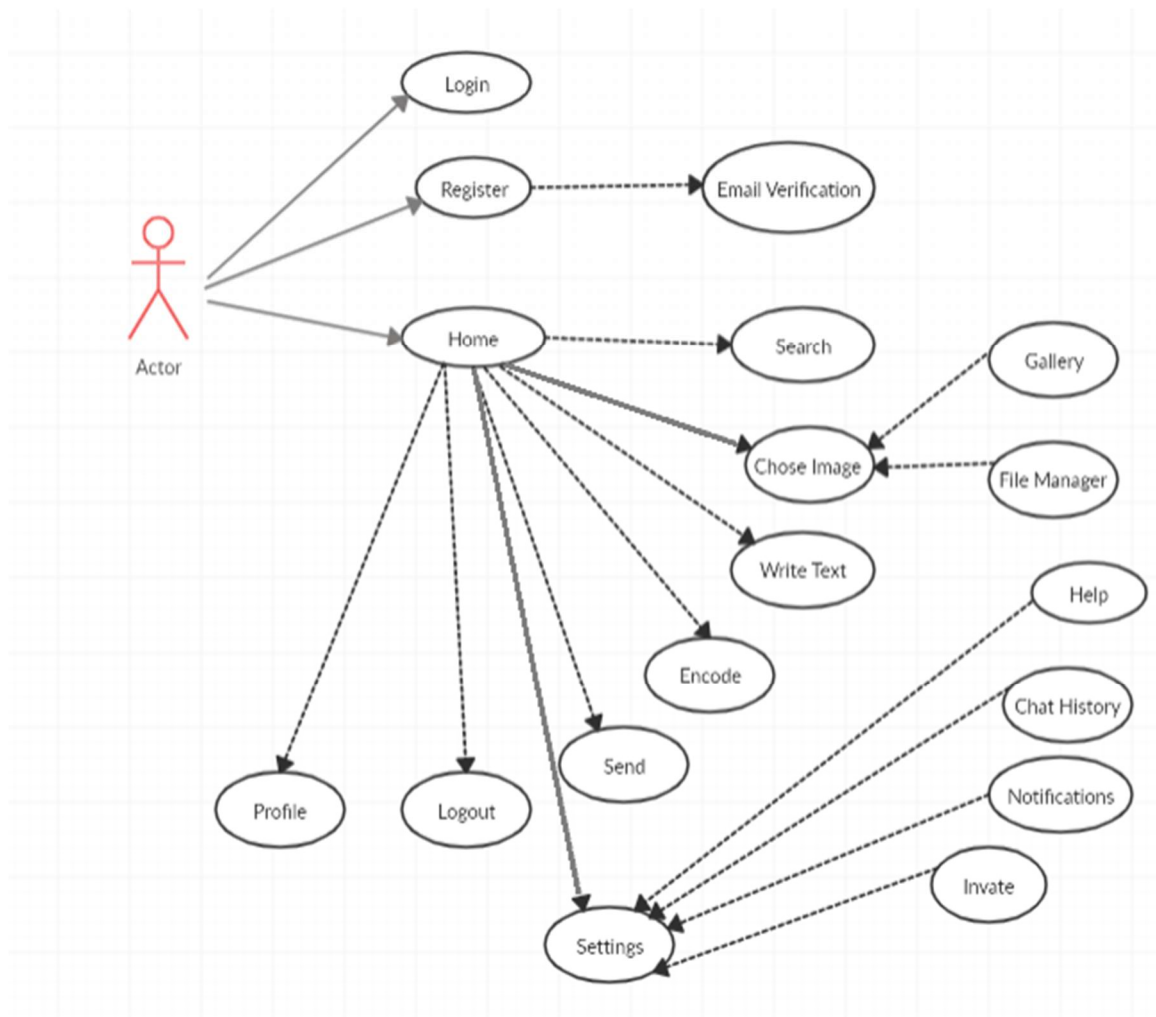 Login
Register
Email Verification
Actor
Home
Search
Gallery
Chose Image
File Manager
Write Text
Help
Encode
Chat History
Send
Notifications
Profile
Logout
Invate
Settings